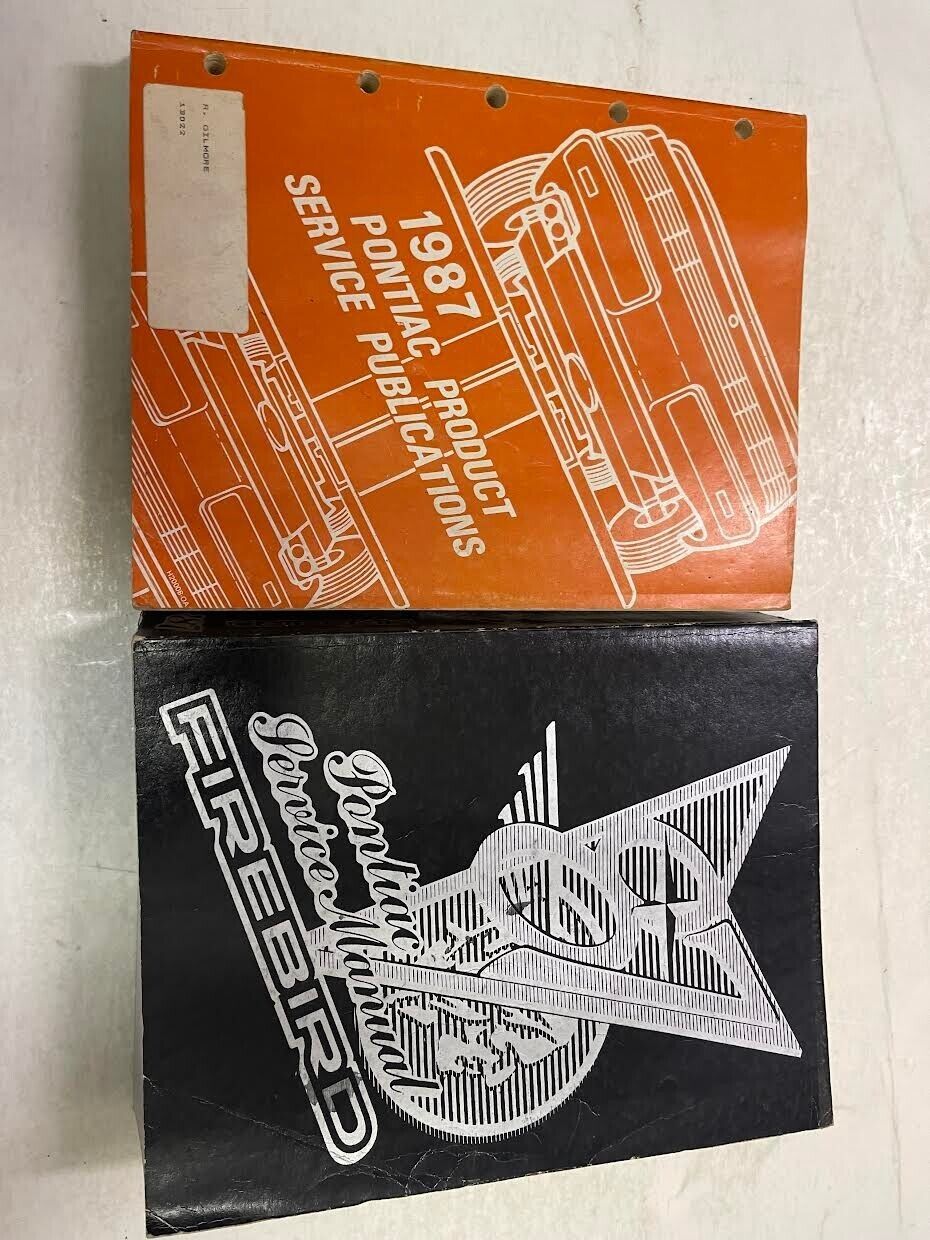 R. GILMORE
13022
1987
PONTIAC PRODUCT
SERVICE PUBLICATIONS
Pontiac
Service Manual
FIREBIRD